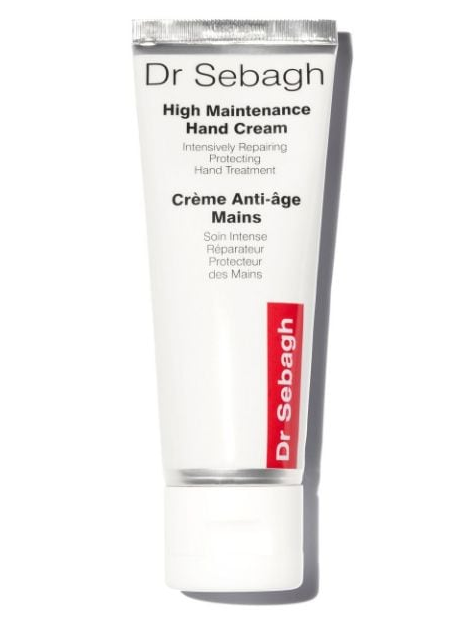 Dr Sebagh
High Maintenance
Hand Cream
Intensively Repairing
Protecting
Hand Treatment
Crème Anti-âge
Mains
Soin Intense
Réparateur
Protecteur
des Mains
Dr Sebagh